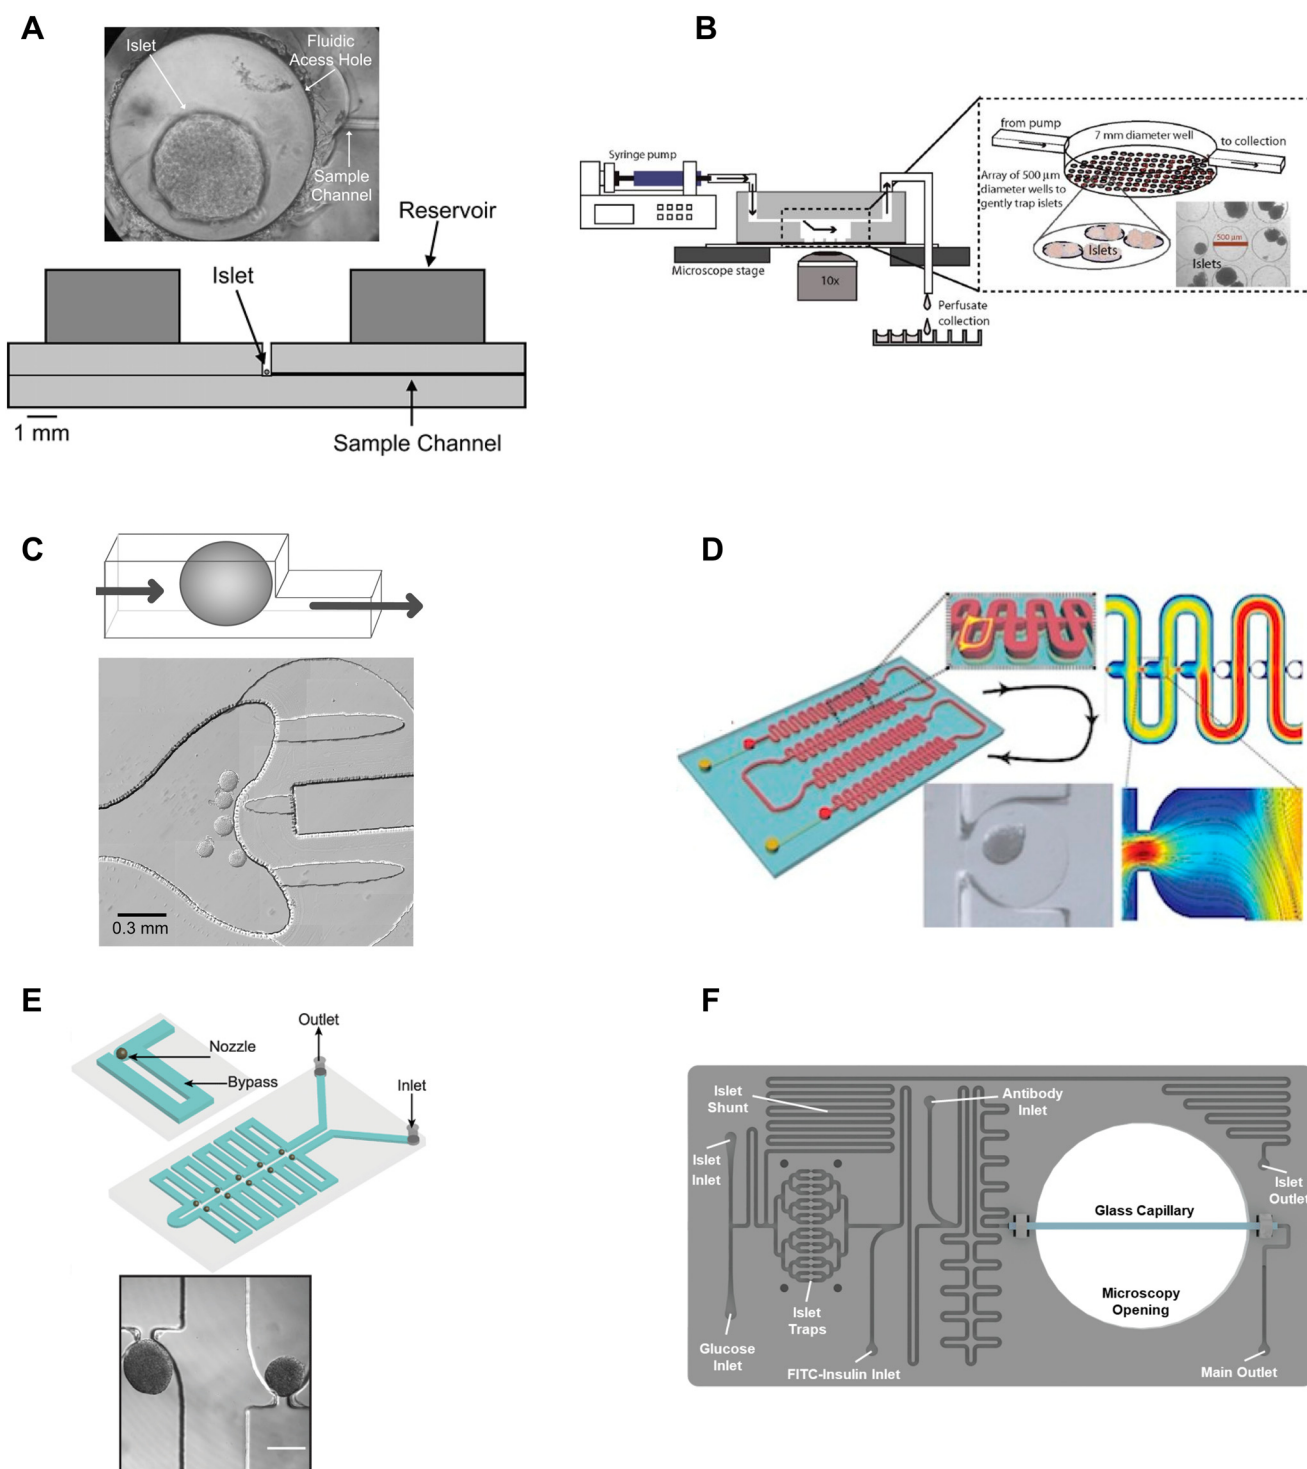 A
Islet
Fluidic
Acess Hole
Sample
Channel
Reservoir
Islet
1 mm
Sample Channel
B
Syringe pump
Microscope stage
10x
Perfusate
collection
from pump
7 mm diameter well
to collection
Array of 500 µm
diameter wells to
gently trap islets
Islets
500 µm
Islets
C
0.3 mm
D
E
Outlet
Nozzle
Bypass
Inlet
F
Islet
Shunt
Antibody
Inlet
Islet
Inlet
Islet
Outlet
Glass Capillary
Microscopy
Opening
Islet
Traps
Glucose
Inlet
FITC-Insulin Inlet
Main Outlet